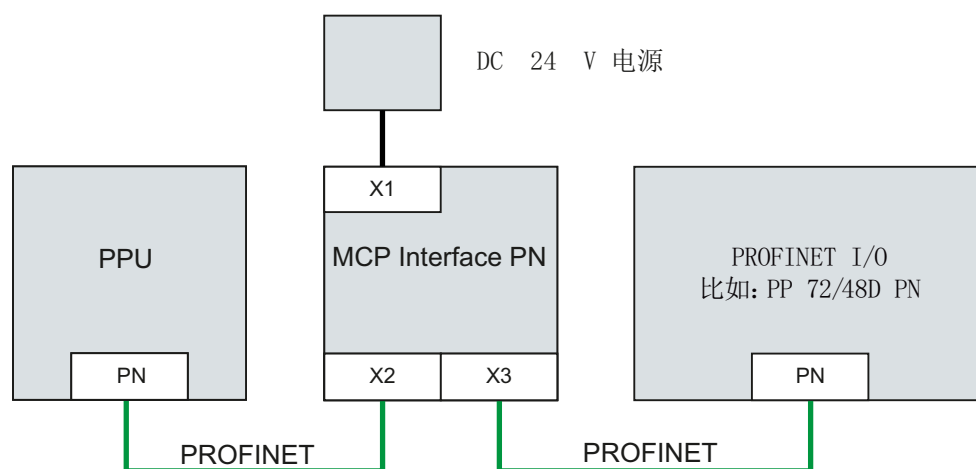 DC 24 V 电源
X1
PPU
MCP Interface PN
PROFINET I/O
比如: PP 72/48D PN
PN
X2
X3
PN
PROFINET
PROFINET